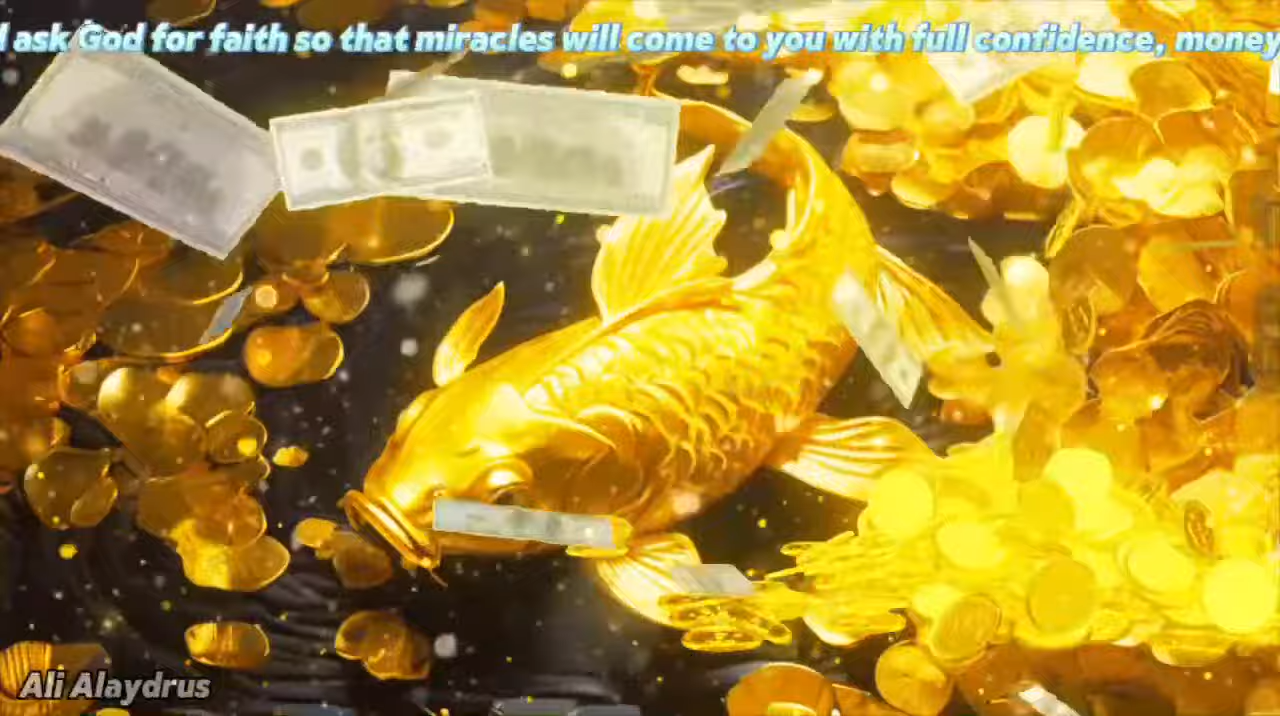 ask God for faith so that miracles will come to you with full confidence, money
Ali Alaydrus